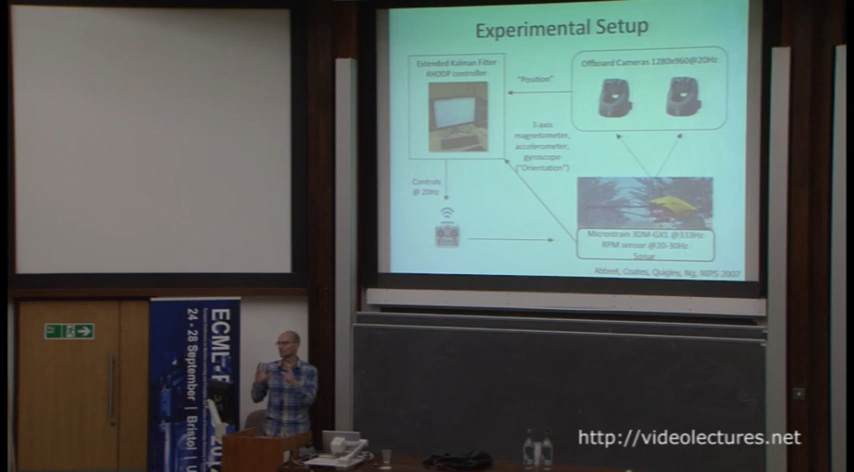 Experimental Setup
Extended Kalman Filter
RHDDP controller
"Position"
Offboard Cameras 1280x960@20Hz
3-axis
magnetometer,
accelerometer,
gyroscope
("Orientation")
Controls
@ 20Hz
Microstrain 3DM-GX1 @333Hz
RPM sensor @20-30Hz
Sonar
Abbeel, Coates, Quigley, Ng, NIPS 2007
ECML-
24 - 28 September | Bristol | U
http://videolectures.net